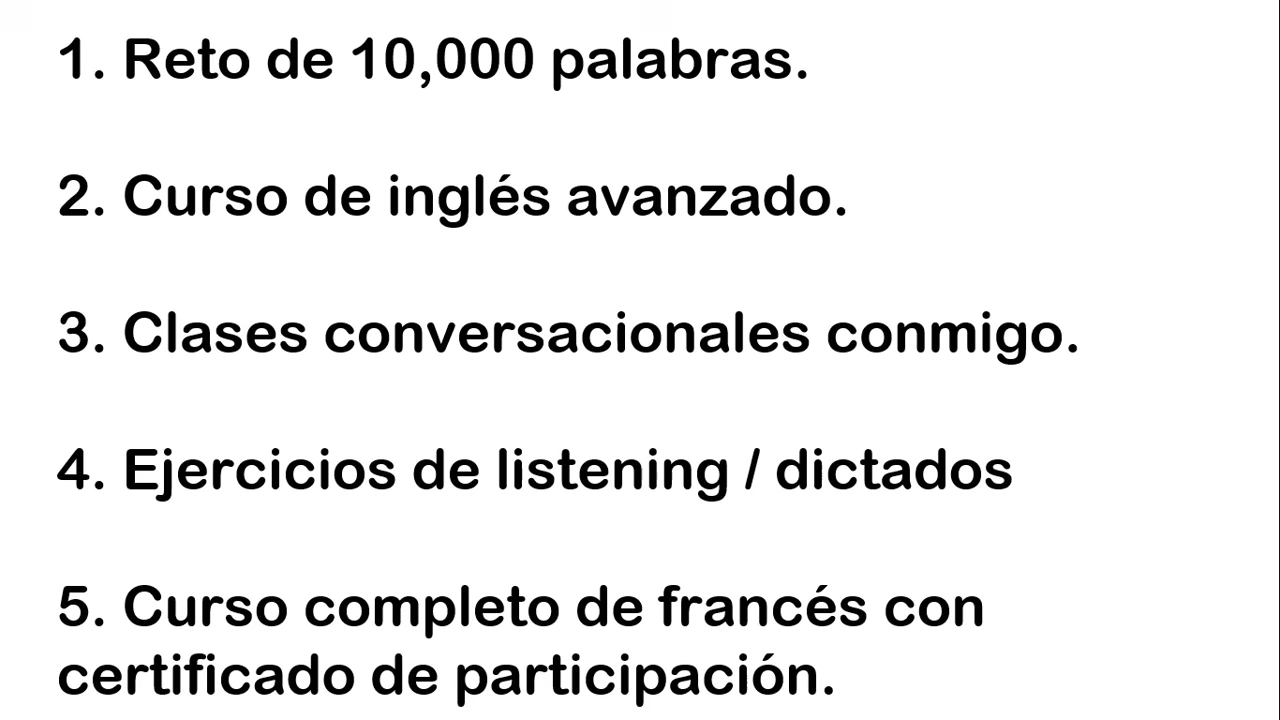 1. Reto de 10,000 palabras.
2. Curso de inglés avanzado.
3. Clases conversacionales conmigo.
4. Ejercicios de listening / dictados
5. Curso completo de francés con
certificado de participación.